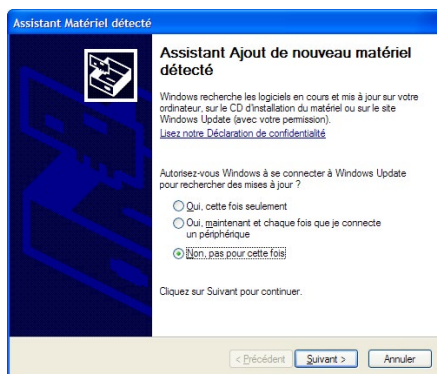 Assistant Matériel détecté
Assistant Ajout de nouveau matériel
détecté
Windows recherche les logiciels en cours et mis à jour sur votre
ordinateur, sur le CD d'installation du matériel ou sur le site
Windows Update (avec votre permission).
Lisez notre Déclaration de confidentialité
Autorisez-vous Windows à se connecter à Windows Update
pour rechercher des mises à jour ?
Oui, cette fois seulement
Oui, maintenant et chaque fois que je connecte
un périphérique
Non, pas pour cette fois
Cliquez sur Suivant pour continuer.
< Précédent
Suivant >
Annuler